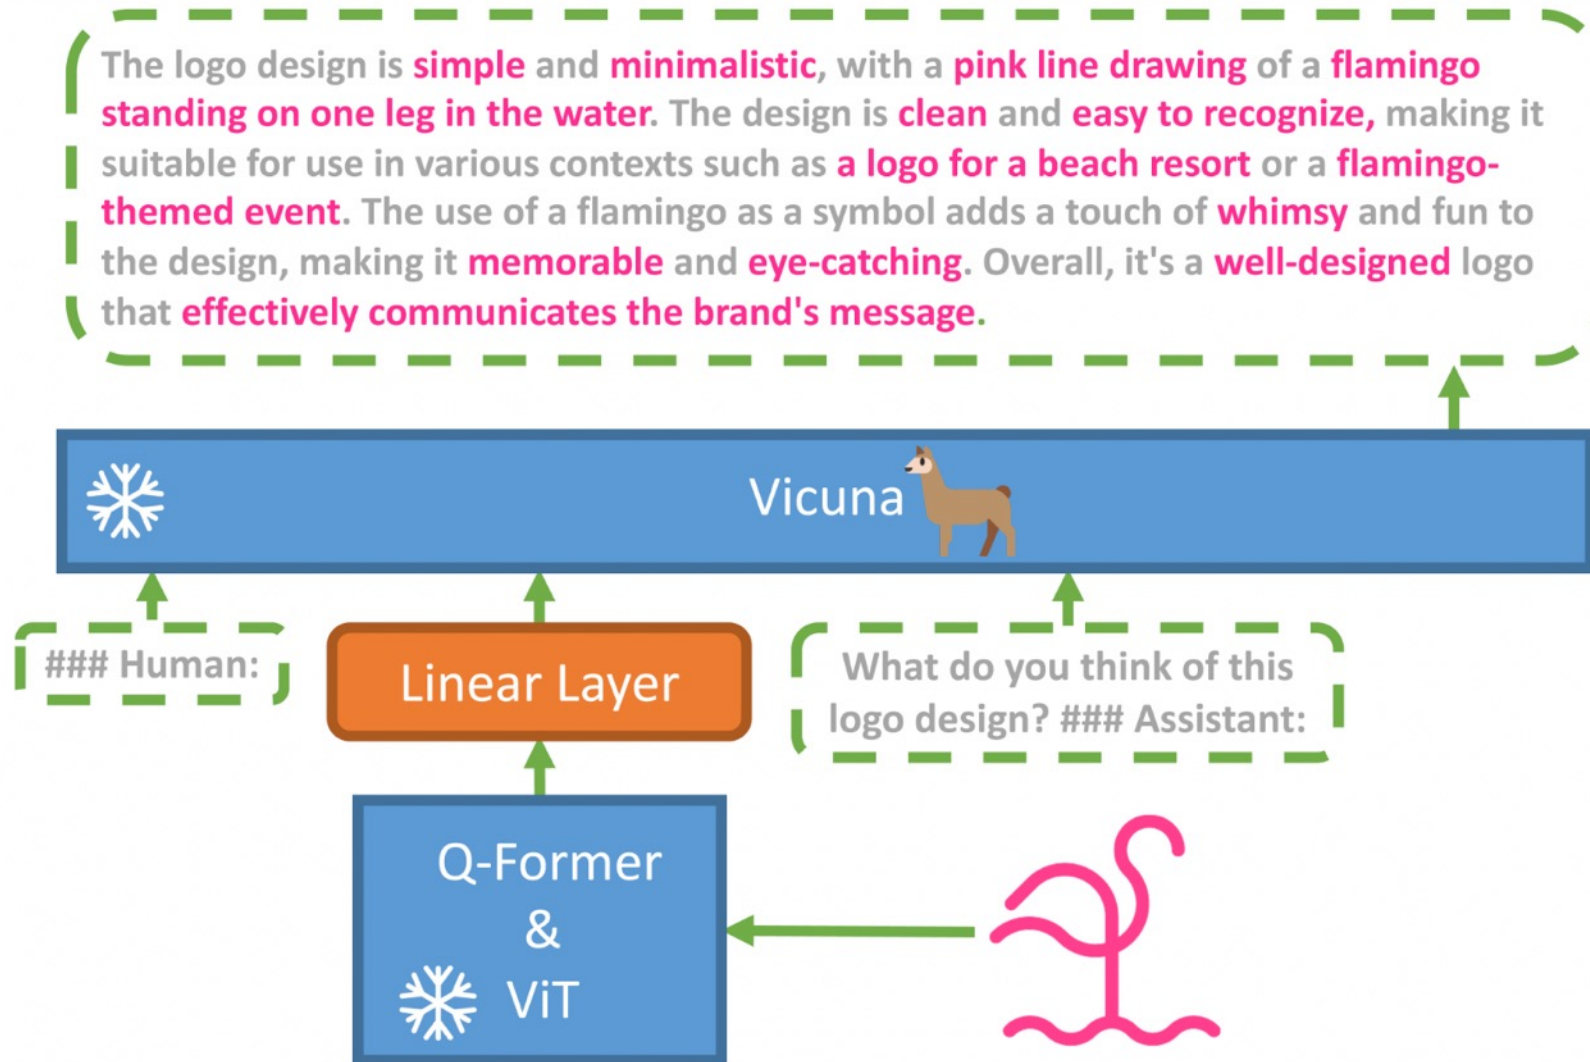 The logo design is simple and minimalistic, with a pink line drawing of a flamingo
standing on one leg in the water. The design is clean and easy to recognize, making it
suitable for use in various contexts such as a logo for a beach resort or a flamingo-
themed event. The use of a flamingo as a symbol adds a touch of whimsy and fun to
the design, making it memorable and eye-catching. Overall, it's a well-designed logo
that effectively communicates the brand's message.
Vicuna
### Human:
Linear Layer
What do you think of this
logo design? ### Assistant:
Q-Former
&
ViT